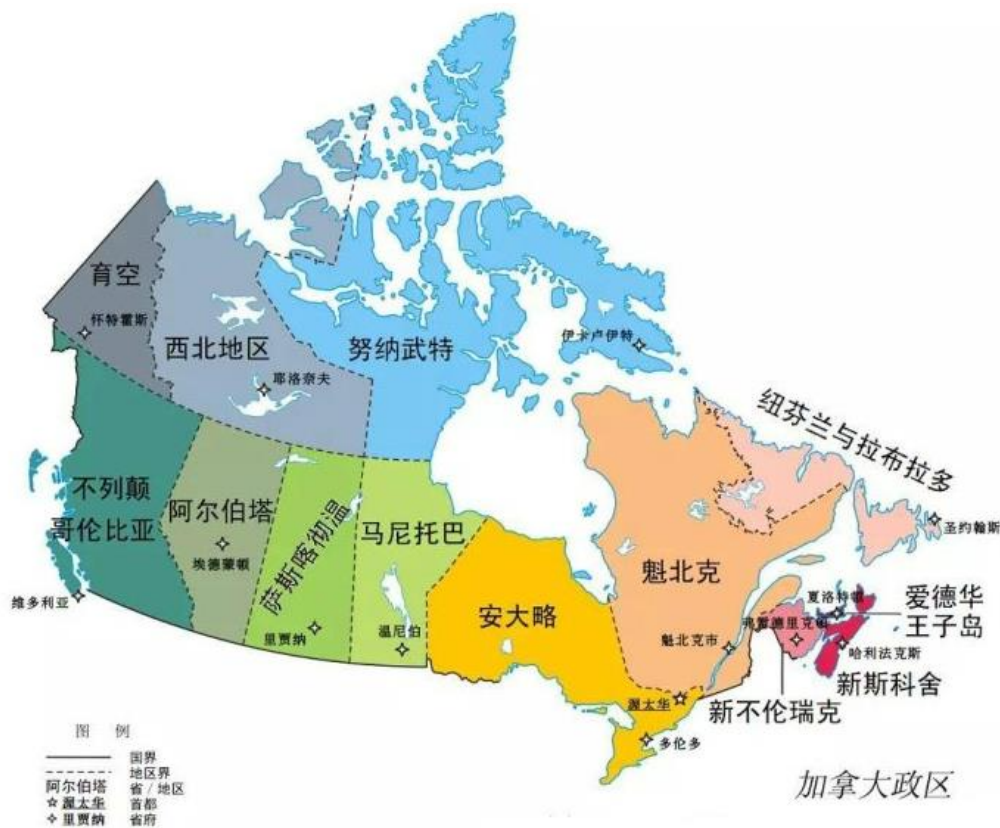 育空
怀特霍斯
西北地区
耶洛奈夫
努纳武特
伊卡卢伊特
不列颠
哥伦比亚
维多利亚
阿尔伯塔
埃德蒙顿
萨斯喀彻温
里贾纳
马尼托巴
温尼伯
安大略
渥太华
多伦多
魁北克
魁北克市
纽芬兰与拉布拉多
圣约翰斯
夏洛特顿
爱德华
王子岛
弗雷德里克顿
哈利法克斯
新斯科舍
新不伦瑞克
图 例
国界
地区界
阿尔伯塔 省/地区
渥太华 首都
里贾纳 省府
加拿大政区